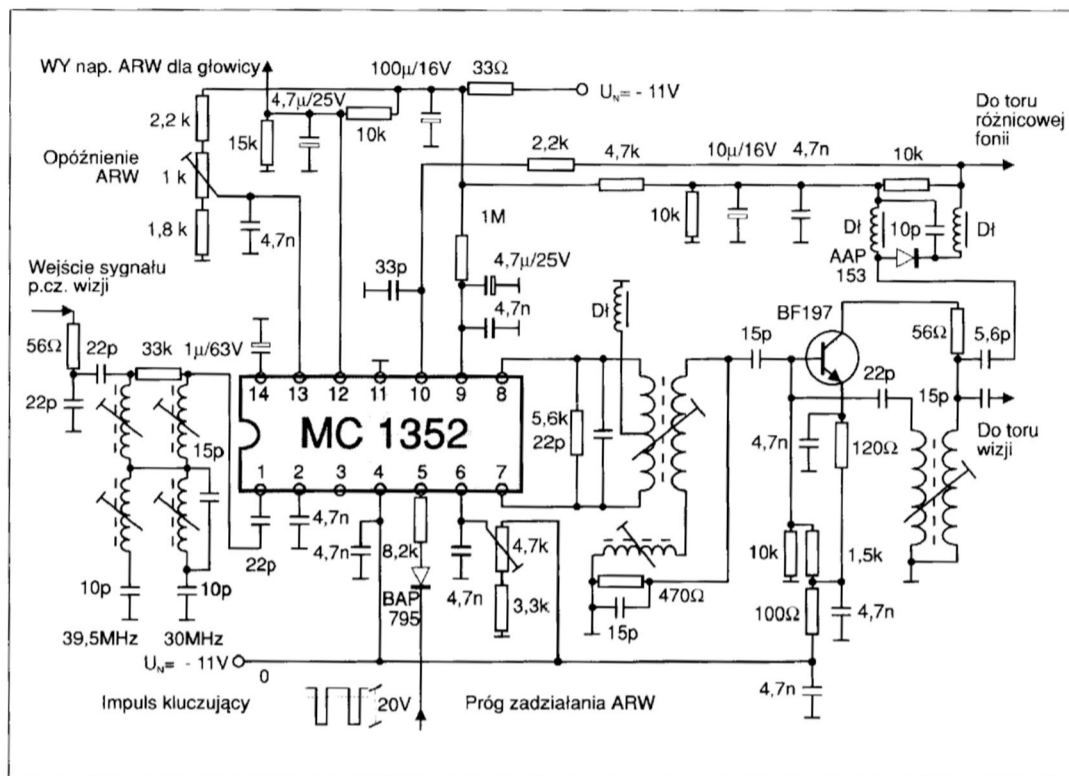 WY nap. ARW dla głowicy
100µ/16V
33Ω
U_N= - 11V
4,7µ/25V
2,2 k
15k
10k
Opóźnienie
ARW
1 k
1,8 k
4,7n
2,2k
4,7k
10µ/16V
4,7n
10k
Do toru
różnicowej
fonii
10k
1M
Dł
10p
Dł
AAP
153
33p
4,7µ/25V
4,7n
Wejście sygnału
p.cz. wizji
56Ω
22p
33k
1µ/63V
22p
15p
Dł
15p
BF197
56Ω
5,6p
22p
15p
Do toru
wizji
14 13 12 11 10 9 8
MC 1352
1 2 3 4 5 6 7
5,6k
22p
4,7n
120Ω
22p
4,7n
4,7n
8,2k
BAP
795
4,7n
4,7k
3,3k
470Ω
15p
10k
1,5k
100Ω
4,7n
4,7n
10p
10p
39,5MHz
30MHz
U_N= - 11V
0
Impuls kluczujący
20V
Próg zadziałania ARW